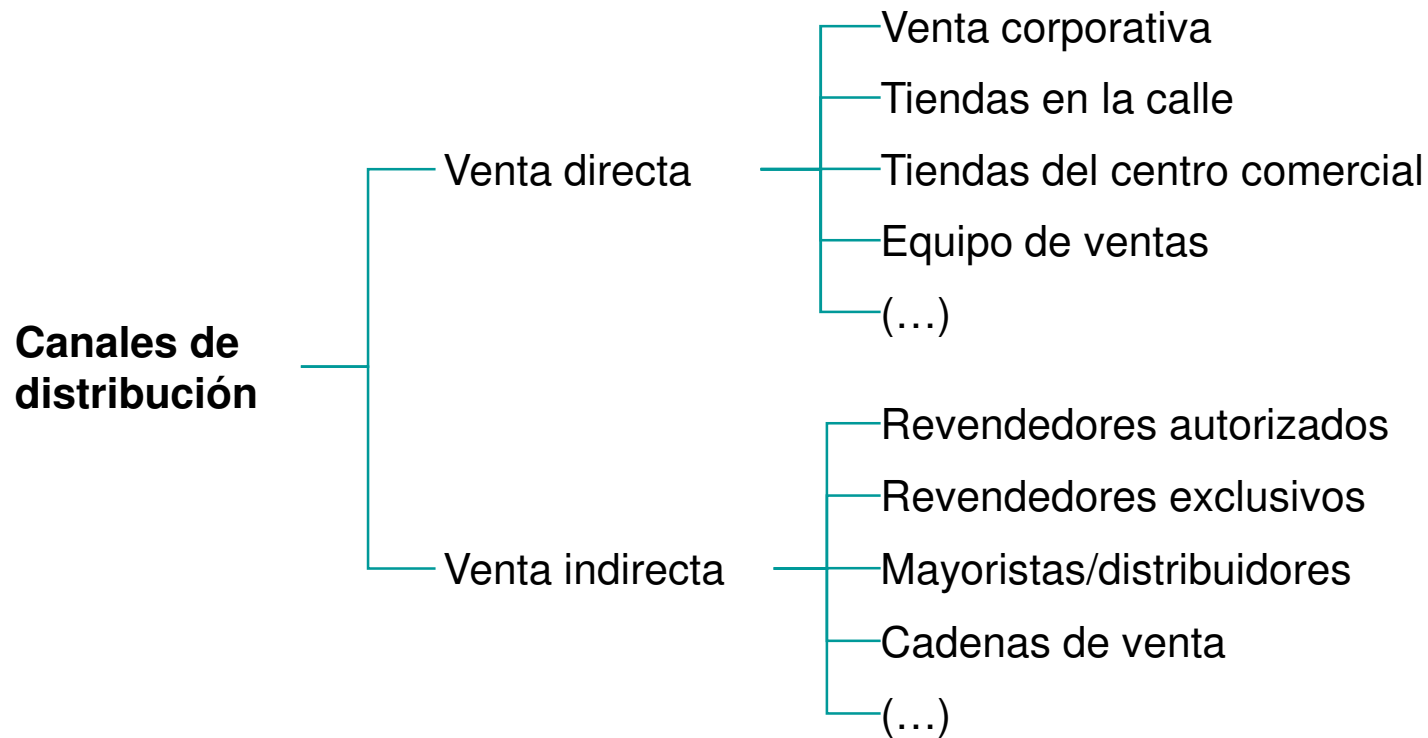 Canales de
distribución
Venta directa
Venta corporativa
Tiendas en la calle
Tiendas del centro comercial
Equipo de ventas
(…)
Venta indirecta
Revendedores autorizados
Revendedores exclusivos
Mayoristas/distribuidores
Cadenas de venta
(…)